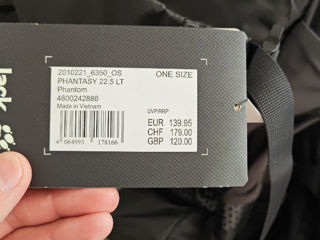 Jack
2010221_6350_OS ONE SIZE
PHANTASY 22.5 LT
Phantom
4600242886
Made in Vietnam
UVP/RRP
EUR 139.95
CHF 179.00
GBP 120.00
4 064993 178166